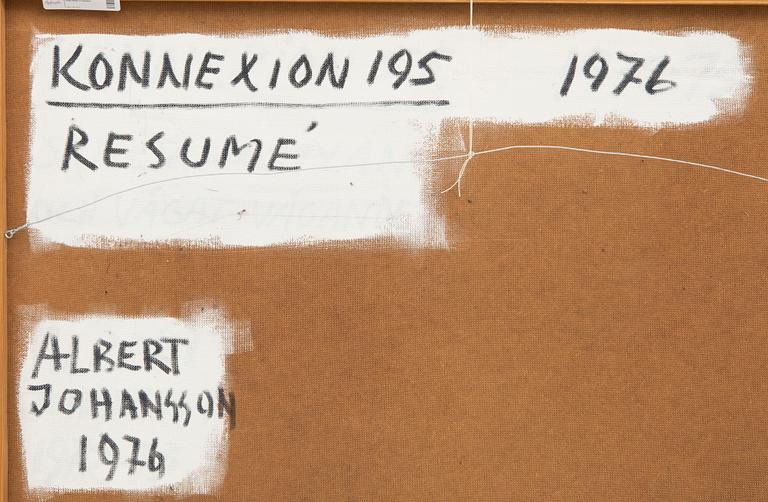 KONNEXION 195 1976
RESUMÉ
ALBERT
JOHANSSON
1976